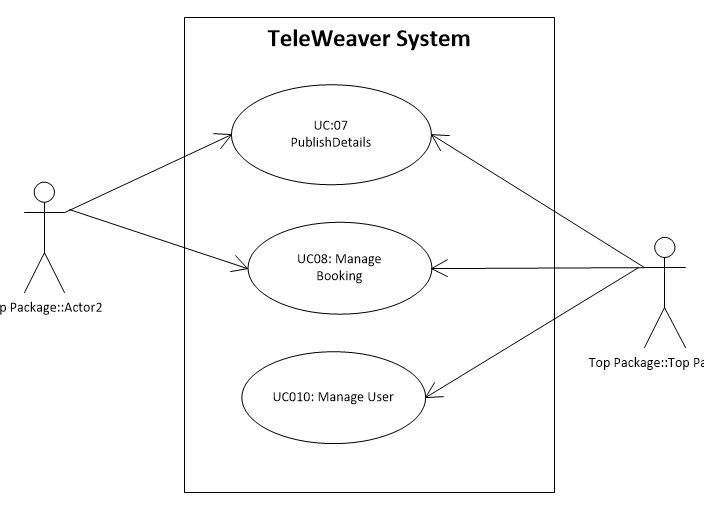 TeleWeaver System
UC:07
PublishDetails
UC08: Manage
Booking
p Package::Actor2
Top Package::Top Pa
UC010: Manage User